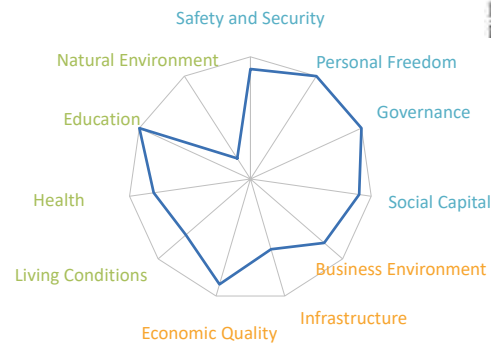 Safety and Security
Natural Environment
Personal Freedom
Education
Governance
Health
Social Capital
Living Conditions
Business Environment
Economic Quality
Infrastructure